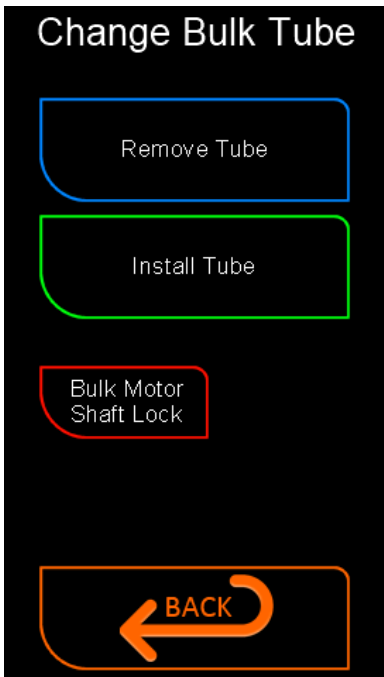 Change Bulk Tube
Remove Tube
Install Tube
Bulk Motor
Shaft Lock
BACK